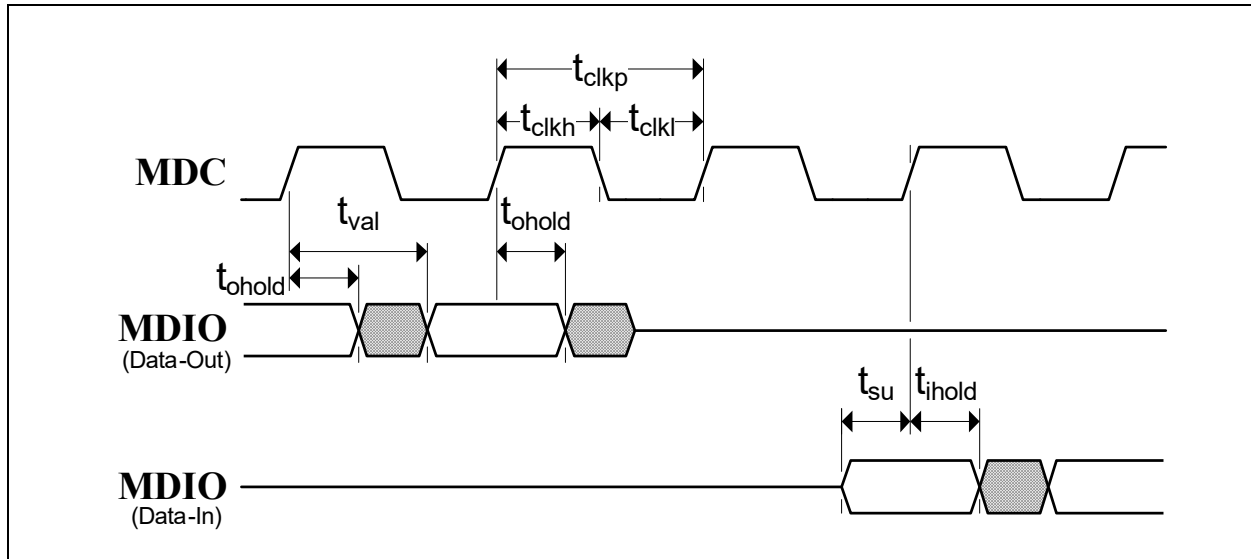 tclkp
tclkh tclkl
MDC
tval
tohold
tohold
MDIO
(Data-Out)
tsu tihold
MDIO
(Data-In)